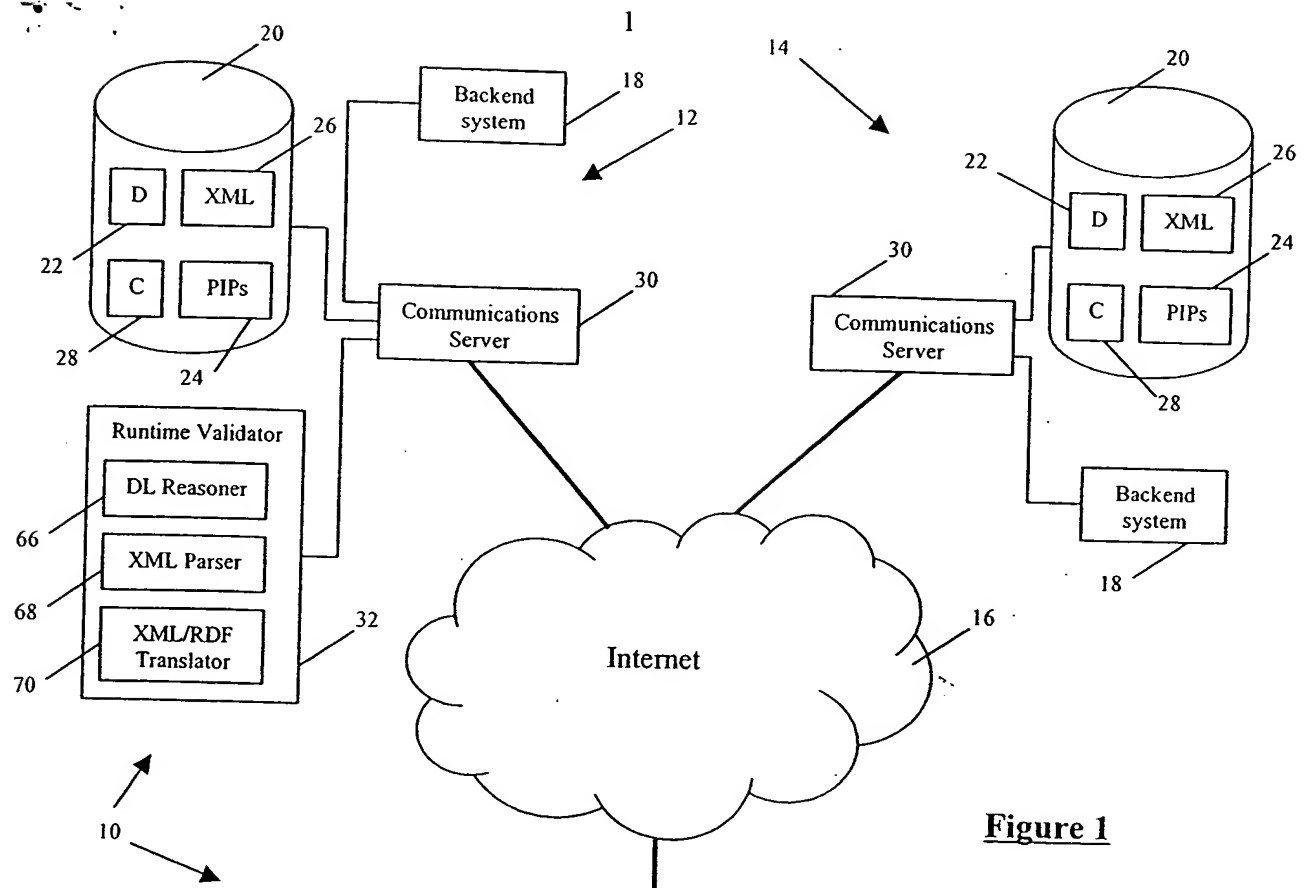 1
20
Backend
system
18
12
14
20
26
D
XML
22
C
PIPs
28
24
30
Communications
Server
30
Communications
Server
22
26
D
XML
24
C
PIPs
28
Backend
system
18
Runtime Validator
DL Reasoner
66
XML Parser
68
XML/RDF
Translator
70
32
Internet
16
10
Figure 1